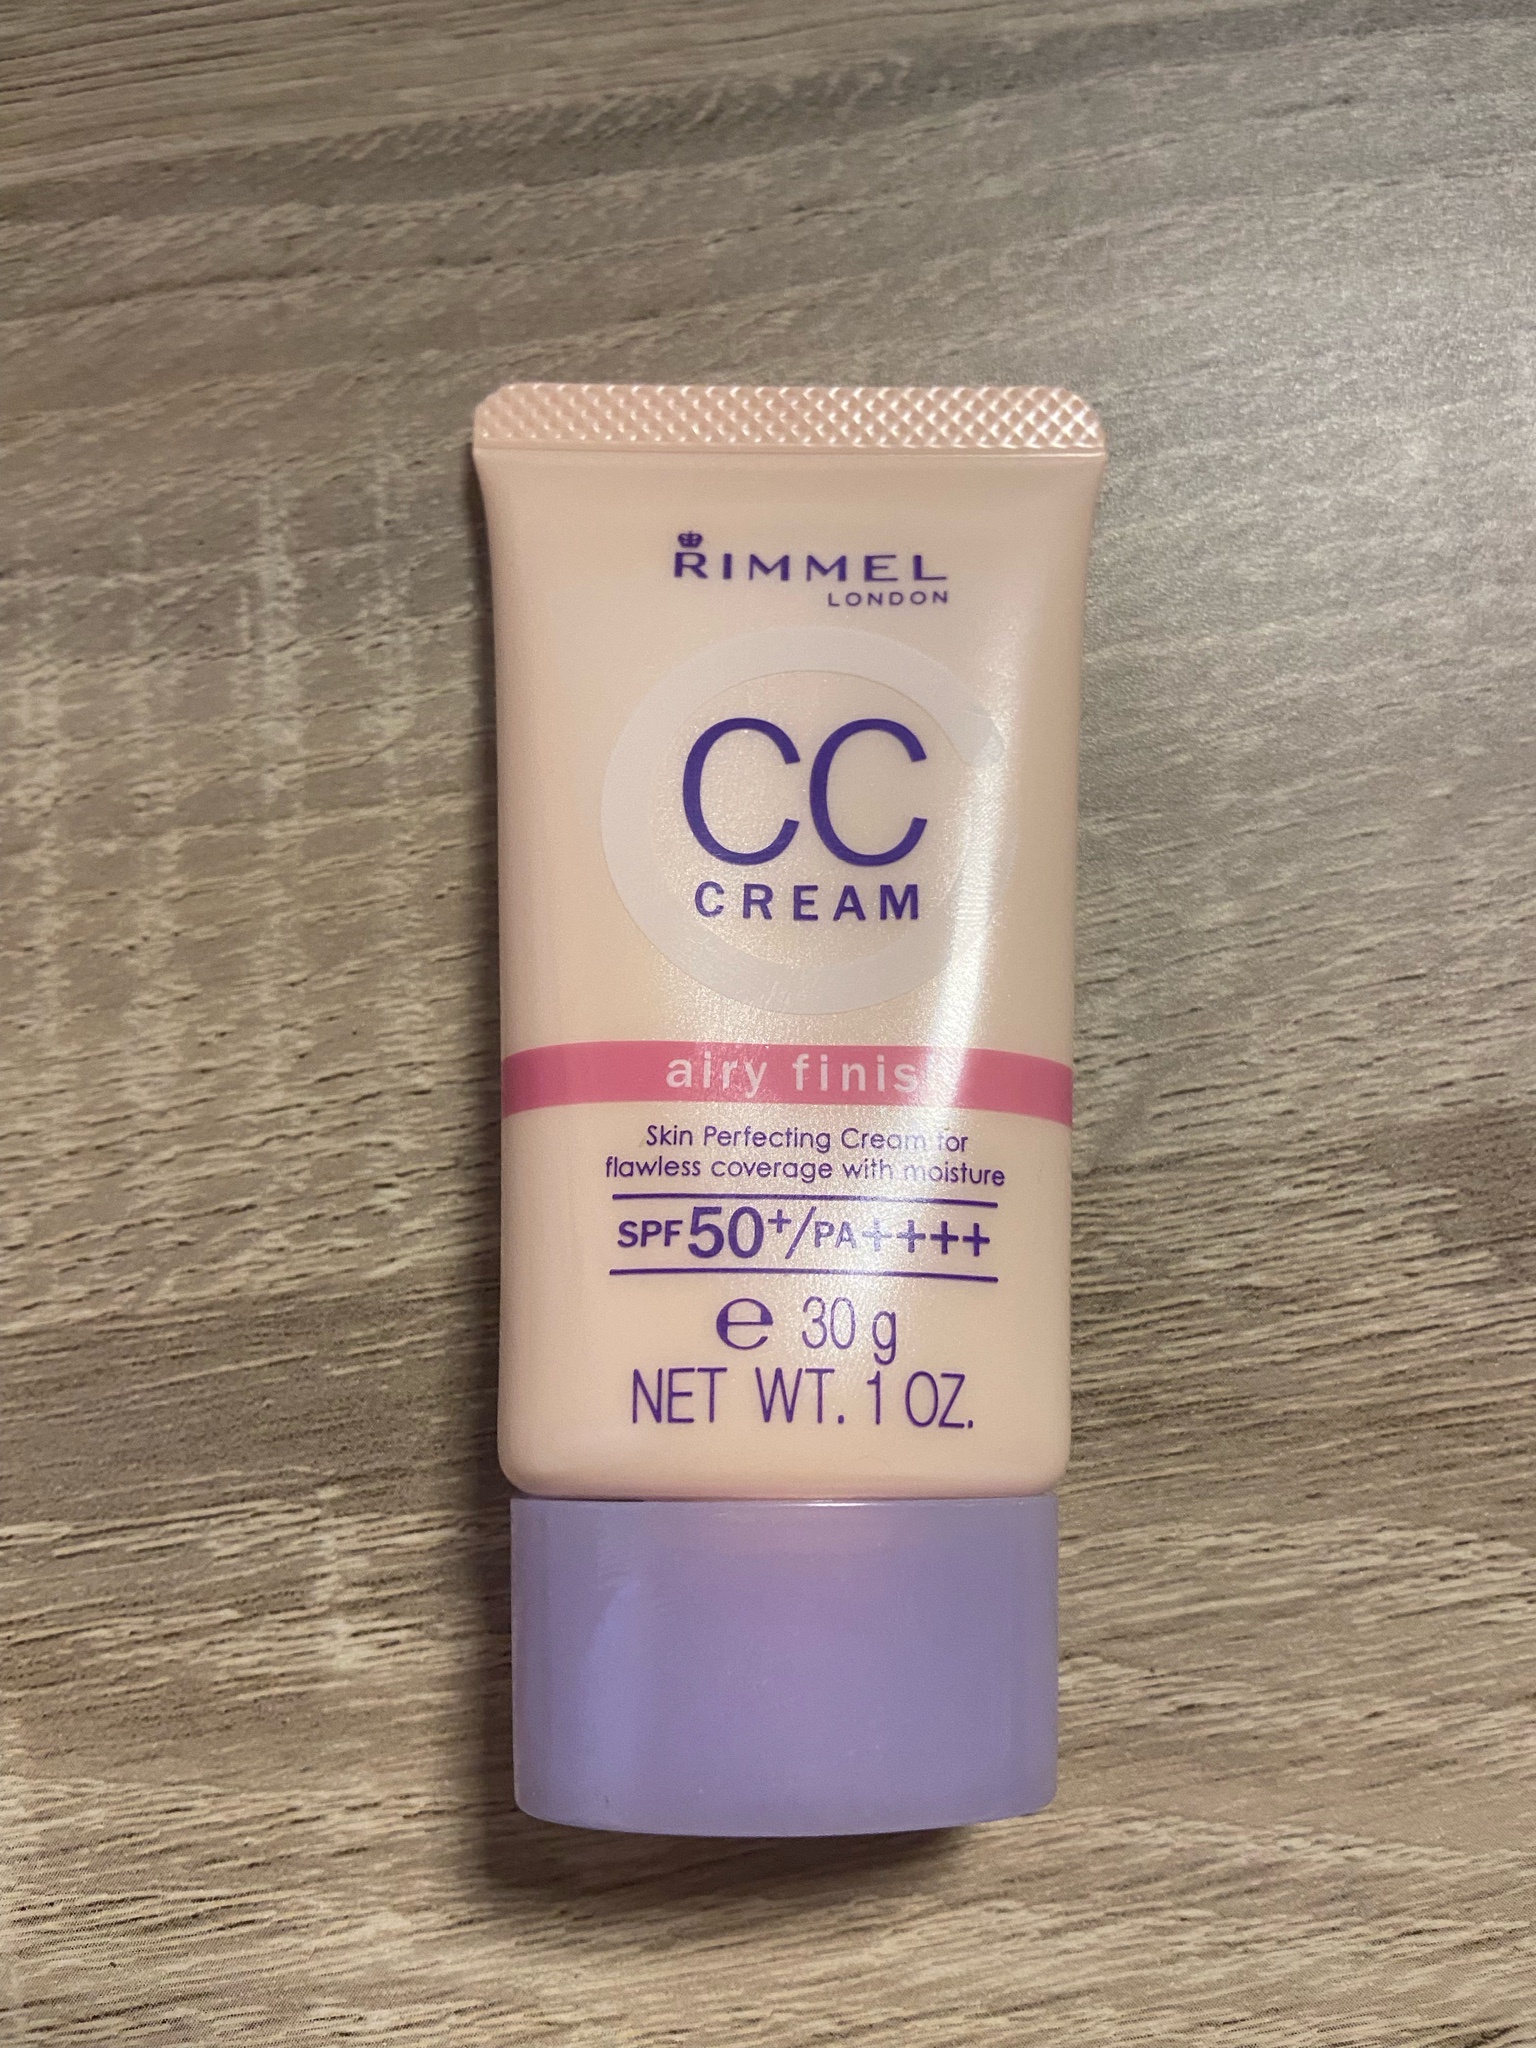 RIMMEL
LONDON
CC
CREAM
airy finish
Skin Perfecting Cream for
flawless coverage with moisture
SPF50+/PA++++
e 30 g
NET WT. 1 OZ.